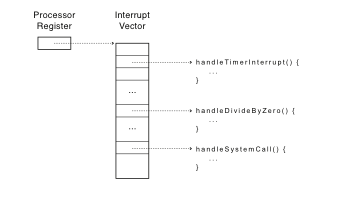 Processor
Register
Interrupt
Vector
handleTimerInterrupt() {
...
}
...
handleDivideByZero() {
...
}
...
handleSystemCall() {
...
}